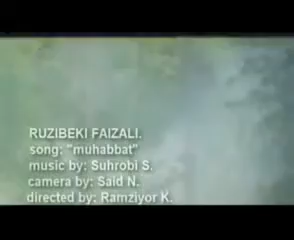 RUZIBEKI FAIZALI.
song: "muhabbat"
music by: Suhrobi S.
camera by: Said N.
directed by: Ramziyor K.